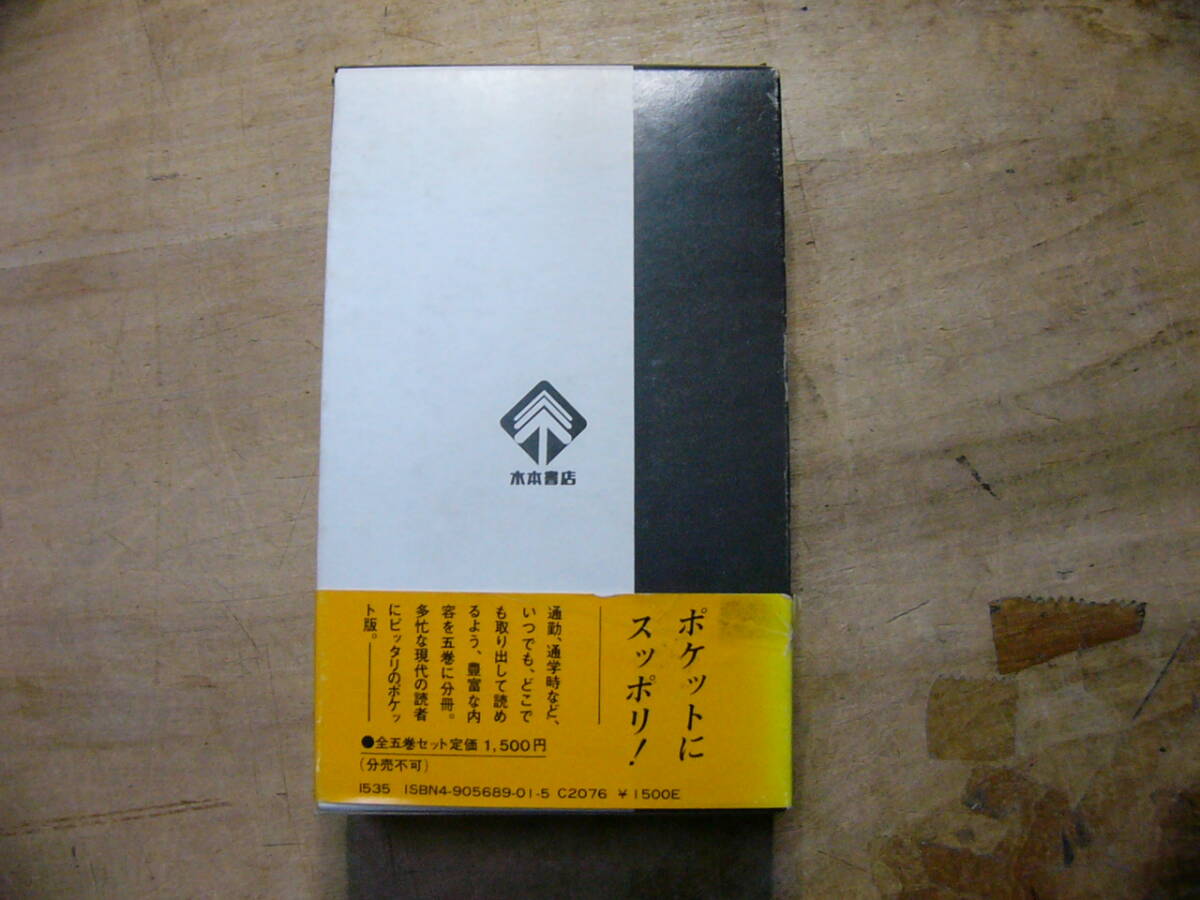 木本書店
ポケットに
スッポリ!
通勤、通学時など、
いつでも、どこで
も取り出して読め
るよう、豊富な内
容を五巻に分冊。
多忙な現代の読者
にピッタリのポケッ
ト版。
●全五巻セット定価1,500円
(分売不可)
1535 ISBN4-905689-01-5 C2076 ¥1500E